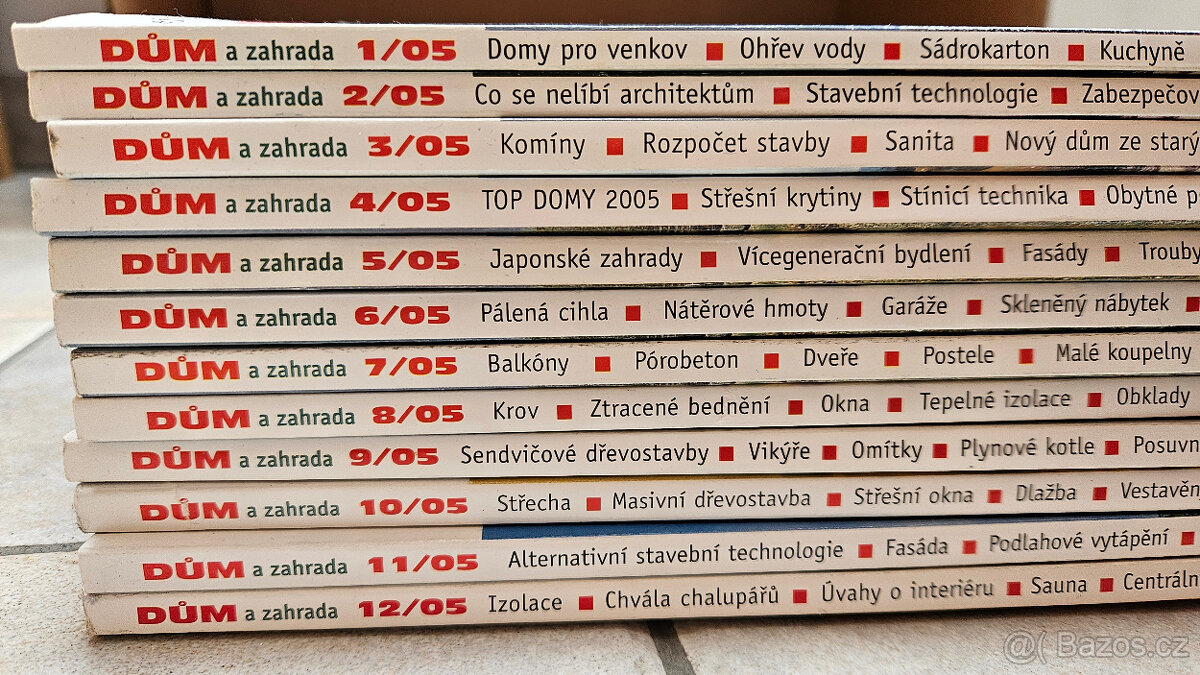 DŮM a zahrada 1/05 Domy pro venkov ■ Ohřev vody ■ Sádrokarton ■ Kuchyně
DŮM a zahrada 2/05 Co se nelíbí architektům ■ Stavební technologie ■ Zabezpečov
DŮM a zahrada 3/05 Komíny ■ Rozpočet stavby ■ Sanita ■ Nový dům ze starý
DŮM a zahrada 4/05 TOP DOMY 2005 ■ Střešní krytiny ■ Stínicí technika ■ Obytné p
DŮM a zahrada 5/05 Japonské zahrady ■ Vícegenerační bydlení ■ Fasády ■ Trouby
DŮM a zahrada 6/05 Pálená cihla ■ Nátěrové hmoty ■ Garáže ■ Skleněný nábytek ■
DŮM a zahrada 7/05 Balkóny ■ Pórobeton ■ Dveře ■ Postele ■ Malé koupelny
DŮM a zahrada 8/05 Krov ■ Ztracené bednění ■ Okna ■ Tepelné izolace ■ Obklady
DŮM a zahrada 9/05 Sendvičové dřevostavby ■ Vikýře ■ Omítky ■ Plynové kotle ■ Posuvn
DŮM a zahrada 10/05 Střecha ■ Masivní dřevostavba ■ Střešní okna ■ Dlažba ■ Vestavěn
DŮM a zahrada 11/05 Alternativní stavební technologie ■ Fasáda ■ Podlahové vytápění ■
DŮM a zahrada 12/05 Izolace ■ Chvála chalupářů ■ Úvahy o interiéru ■ Sauna ■ Centráln
@( Bazos.cz